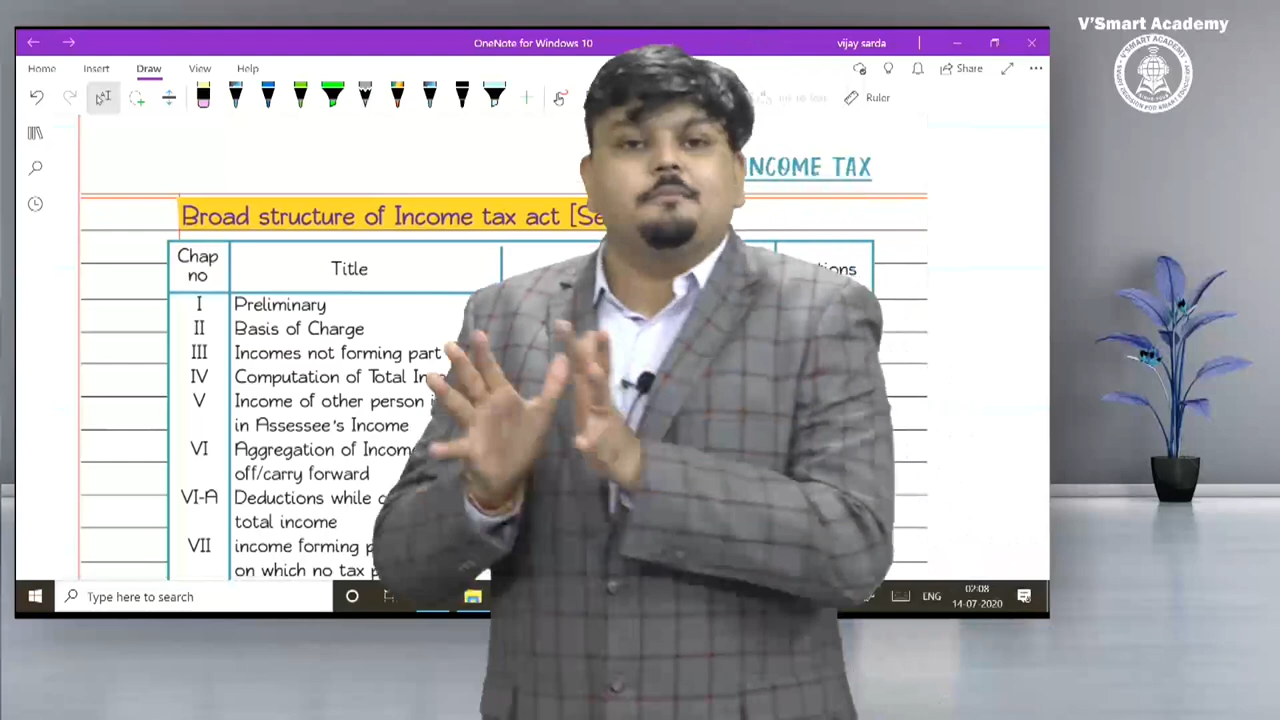 V'Smart Academy
OneNote for Windows 10
vijay sarda
Home Insert Draw View Help
Share
Ruler
INCOME TAX
Broad structure of Income tax act [Se
Chap no
Title
I Preliminary
II Basis of Charge
III Incomes not forming part
IV Computation of Total
V Income of other person
in Assessee's Income
VI Aggregation of Income
off/carry forward
VI-A Deductions while
total income
VII income forming
on which no tax
Type here to search
ENG
02:08
14-07-2020